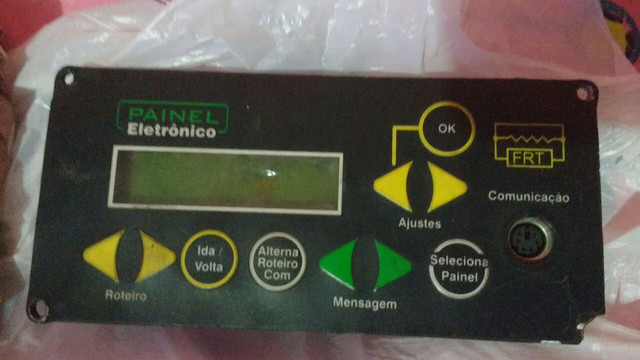 PAINEL
Eletrônico
OK
FRT
Comunicação
Ajustes
Ida /
Volta
Alterna
Roteiro
Com
Seleciona
Painel
Roteiro
Mensagem